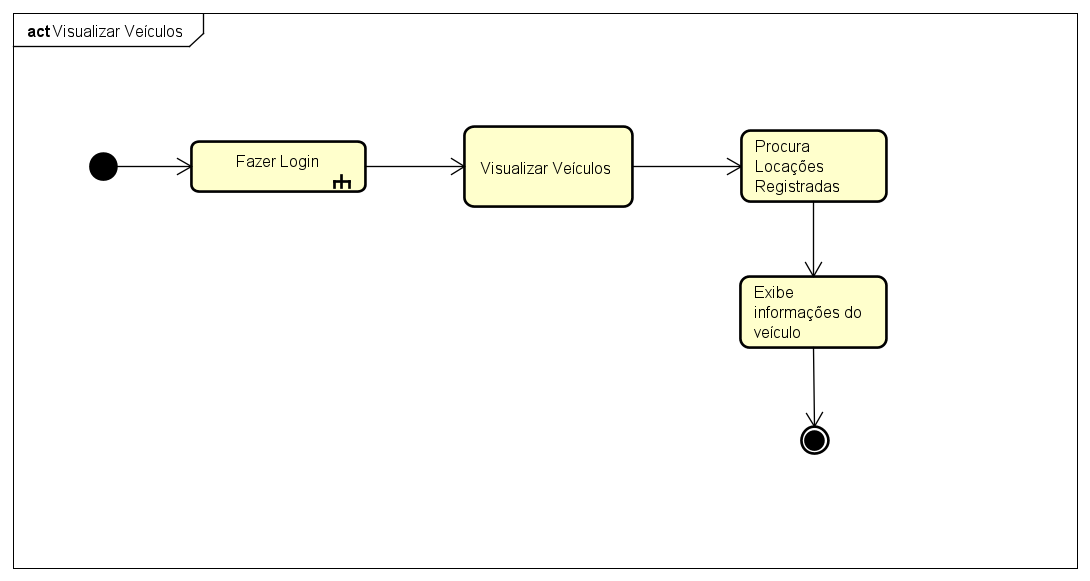 act Visualizar Veículos
Fazer Login
Visualizar Veículos
Procura
Locações
Registradas
Exibe
informações do
veículo